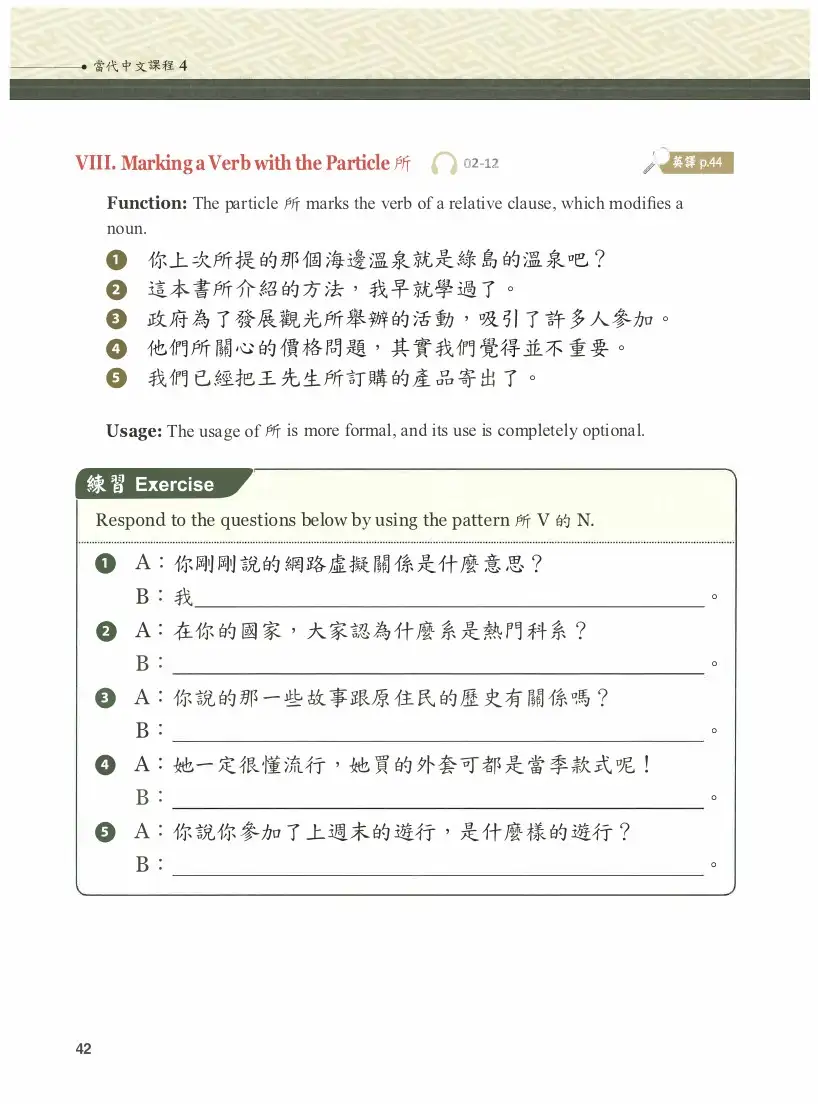 當代中文課程 4
VIII. Marking a Verb with the Particle 所 02-12 英譯 p.44
Function: The particle 所 marks the verb of a relative clause, which modifies a
noun.
1 你上次所提的那個海邊溫泉就是綠島的溫泉吧？
2 這本書所介紹的方法，我早就學過了。
3 政府為了發展觀光所舉辦的活動，吸引了許多人參加。
4 他們所關心的價格問題，其實我們覺得並不重要。
5 我們已經把王先生所訂購的產品寄出了。
Usage: The usage of 所 is more formal, and its use is completely optional.
練習 Exercise
Respond to the questions below by using the pattern 所 V 的 N.
1 A：你剛剛說的網路虛擬關係是什麼意思？
B：我 。
2 A：在你的國家，大家認為什麼系是熱門科系？
B： 。
3 A：你說的那一些故事跟原住民的歷史有關係嗎？
B： 。
4 A：她一定很懂流行，她買的外套可都是當季款式呢！
B： 。
5 A：你說你參加了上週末的遊行，是什麼樣的遊行？
B： 。
42